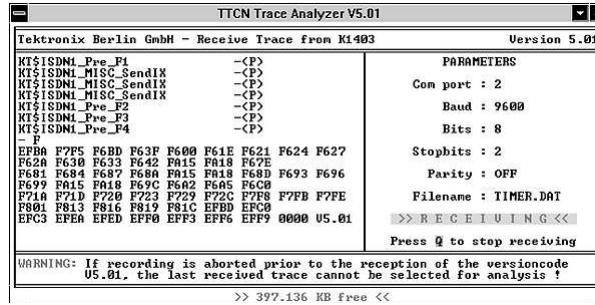 TTCN Trace Analyzer V5.01
Tektronix Berlin GmbH - Receive Trace from K1403 Version 5.01
KT$ISDN1_Pre_F1 -<P>
KT$ISDN1_MISC_SendIX -<P>
KT$ISDN1_MISC_SendIX -<P>
KT$ISDN1_MISC_SendIX -<P>
KT$ISDN1_Pre_F2 -<P>
KT$ISDN1_Pre_F3 -<P>
KT$ISDN1_Pre_F4 -<P>
- F
EFBA F7F5 F6BD F63F F600 F61E F621 F624 F627
F62A F630 F633 F642 FA15 FA18 F67E
F681 F684 F687 F68A FA15 FA18 F68D F693 F696
F699 FA15 FA18 F69C F6A2 F6A5 F6C0
F71A F71D F720 F723 F729 F72C F7F8 F7FB F7FE
F801 F813 F816 F819 F81C EFBD EFC0
EFC3 EFEA EFED EFF0 EFF3 EFF6 EFF9 0000 V5.01
PARAMETERS
Com port : 2
Baud : 9600
Bits : 8
Stopbits : 2
Parity : OFF
Filename : TIMER.DAT
>> R E C E I V I N G <<
Press Q to stop receiving
WARNING: If recording is aborted prior to the reception of the versioncode
V5.01, the last received trace cannot be selected for analysis !
>> 397.136 KB free <<